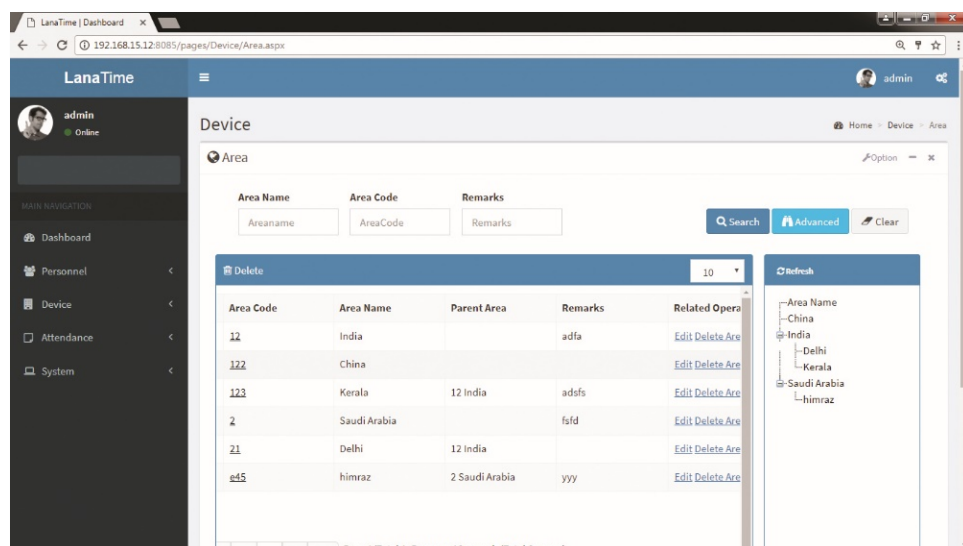 LanaTime | Dashboard
192.168.15.12:8085/pages/Device/Area.aspx
LanaTime
admin
admin
Online
Device
Home > Device > Area
Area
Option
MAIN NAVIGATION
Dashboard
Personnel
Device
Attendance
System
Area Name Area Code Remarks
Areaname AreaCode Remarks
Search Advanced Clear
Delete 10
Area Code Area Name Parent Area Remarks Related Opera
12 India adfa Edit Delete Are
122 China Edit Delete Are
123 Kerala 12 India adsfs Edit Delete Are
2 Saudi Arabia fsfd Edit Delete Are
21 Delhi 12 India Edit Delete Are
e45 himraz 2 Saudi Arabia yyy Edit Delete Are
Refresh
Area Name
China
India
Delhi
Kerala
Saudi Arabia
himraz